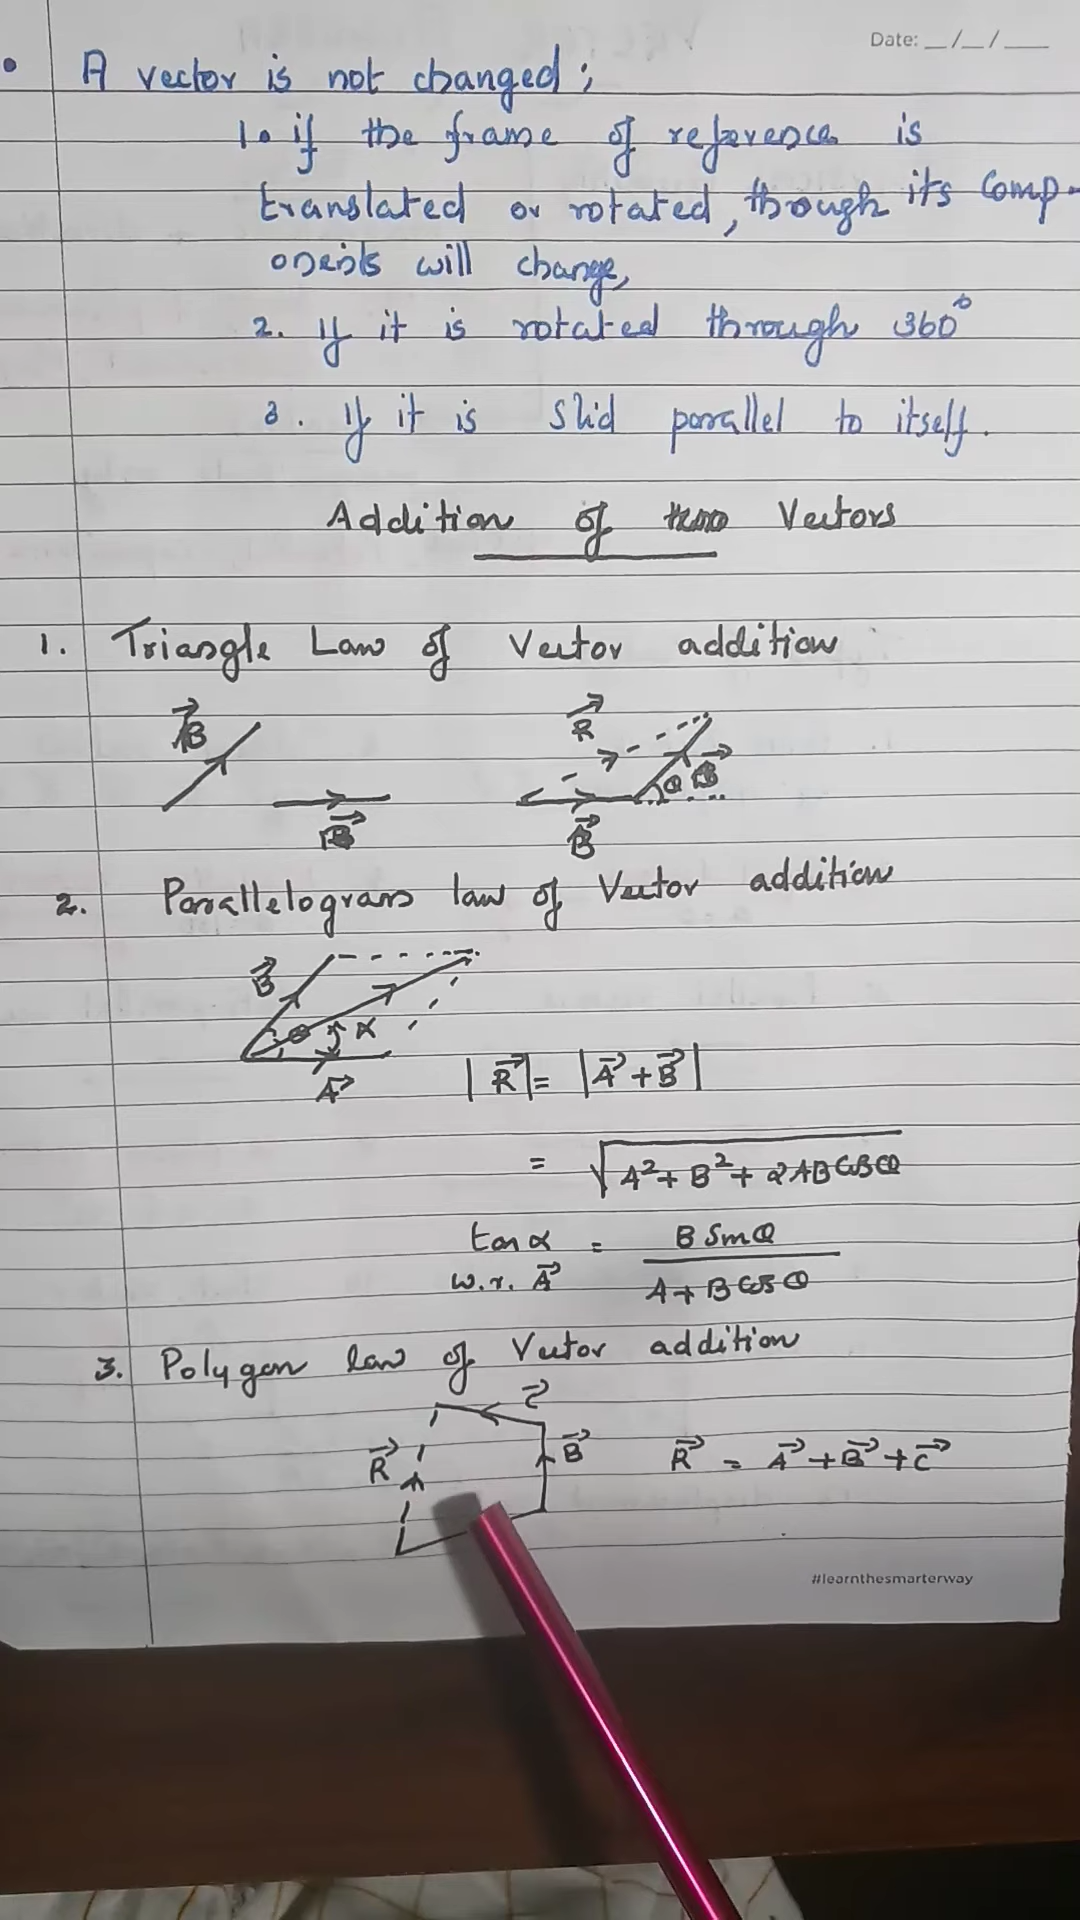 Date: __/__/____
A vector is not changed;
1. if the frame of reference is
translated or rotated, though its comp-
onents will change,
2. If it is rotated through 360°
3. If it is slid parallel to itself.
Addition of two Vectors
1. Triangle Law of Vector addition
B⃗ R⃗
θ B⃗
B⃗ B⃗
2. Parallelogram law of Vector addition
B⃗
θ α
A⃗ |R⃗| = |A⃗ + B⃗|
= √A² + B² + 2AB cos θ
tan α = B sin θ
w.r. A⃗ A + B cos θ
3. Polygon law of Vector addition
C⃗
R⃗ B⃗ R⃗ = A⃗ + B⃗ + C⃗
#learnthesmarterway